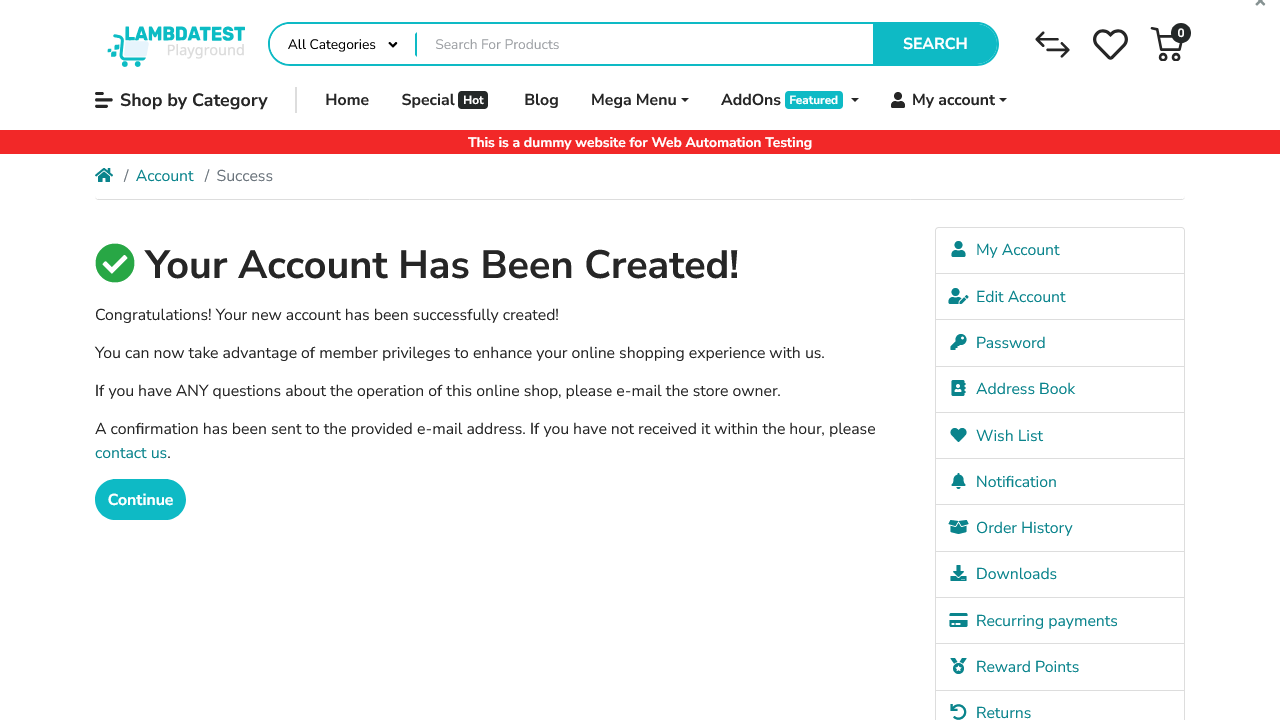 LAMBDATEST
Playground
All Categories
Search For Products
SEARCH
0
Shop by Category
Home
Special Hot
Blog
Mega Menu
AddOns Featured
My account
This is a dummy website for Web Automation Testing
/ Account / Success
Your Account Has Been Created!
Congratulations! Your new account has been successfully created!
You can now take advantage of member privileges to enhance your online shopping experience with us.
If you have ANY questions about the operation of this online shop, please e-mail the store owner.
A confirmation has been sent to the provided e-mail address. If you have not received it within the hour, please
contact us.
Continue
My Account
Edit Account
Password
Address Book
Wish List
Notification
Order History
Downloads
Recurring payments
Reward Points
Returns